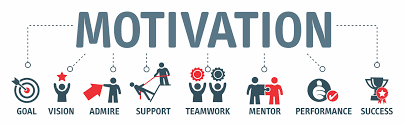 MOTIVATION
GOAL VISION ADMIRE SUPPORT TEAMWORK MENTOR PERFORMANCE SUCCESS